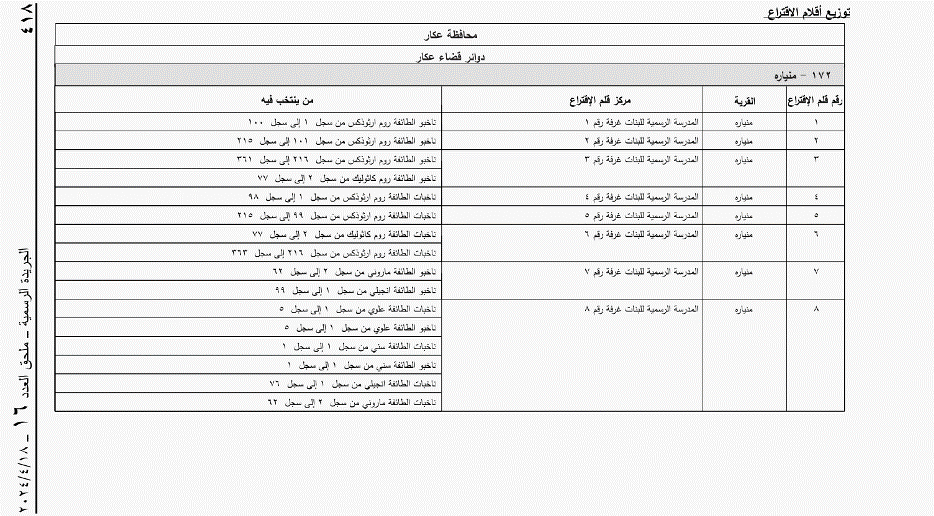 توزيع أقلام الاقتراع
محافظة عكار
دوائر قضاء عكار
١٧٢ - منياره
رقم قلم الإقتراع القرية مركز قلم الإقتراع من ينتخب فيه
١ منياره المدرسة الرسمية للبنات غرفة رقم ١ ناخبو الطائفة روم ارثوذكس من سجل ١ إلى سجل ١٠٠
٢ منياره المدرسة الرسمية للبنات غرفة رقم ٢ ناخبو الطائفة روم ارثوذكس من سجل ١٠١ إلى سجل ٢١٥
٣ منياره المدرسة الرسمية للبنات غرفة رقم ٣ ناخبو الطائفة روم ارثوذكس من سجل ٢١٦ إلى سجل ٣٦١
ناخبو الطائفة روم كاثوليك من سجل ٢ إلى سجل ٧٧
٤ منياره المدرسة الرسمية للبنات غرفة رقم ٤ ناخبات الطائفة روم ارثوذكس من سجل ١ إلى سجل ٩٨
٥ منياره المدرسة الرسمية للبنات غرفة رقم ٥ ناخبات الطائفة روم ارثوذكس من سجل ٩٩ إلى سجل ٢١٥
٦ منياره المدرسة الرسمية للبنات غرفة رقم ٦ ناخبات الطائفة روم كاثوليك من سجل ٢ إلى سجل ٧٧
ناخبات الطائفة روم ارثوذكس من سجل ٢١٦ إلى سجل ٣٦٣
٧ منياره المدرسة الرسمية للبنات غرفة رقم ٧ ناخبو الطائفة ماروني من سجل ٢ إلى سجل ٦٢
ناخبو الطائفة انجيلي من سجل ١ إلى سجل ٩٩
٨ منياره المدرسة الرسمية للبنات غرفة رقم ٨ ناخبات الطائفة علوي من سجل ١ إلى سجل ٥
ناخبو الطائفة علوي من سجل ١ إلى سجل ٥
ناخبات الطائفة سني من سجل ١ إلى سجل ١
ناخبو الطائفة سني من سجل ١ إلى سجل ١
ناخبات الطائفة انجيلي من سجل ١ إلى سجل ٧٦
ناخبات الطائفة ماروني من سجل ٢ إلى سجل ٦٢
٤١٨
الجريدة الرسمية – ملحق العدد ١٦ – ٢٠٢٤/٤/١٨